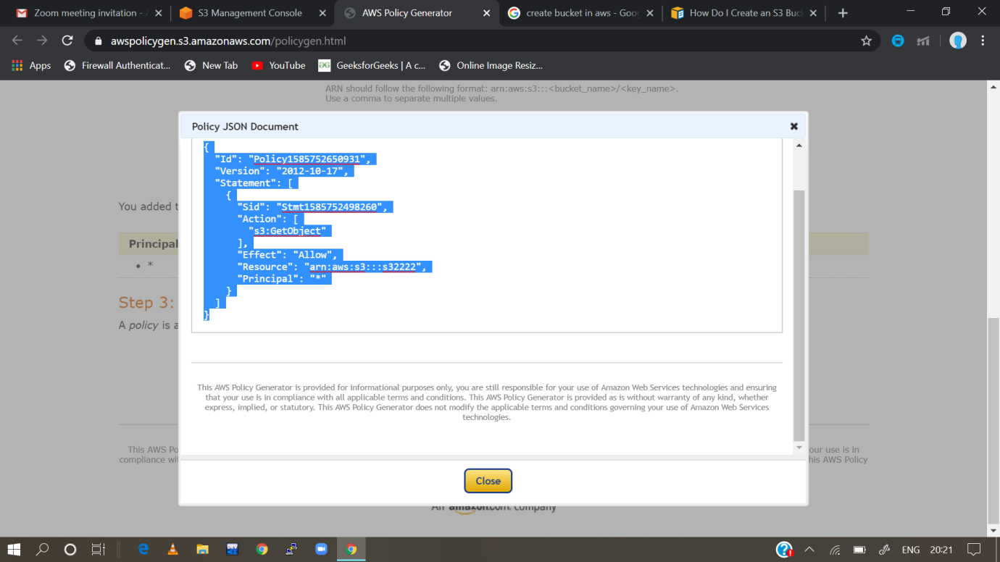 Zoom meeting invitation -
S3 Management Console
AWS Policy Generator
create bucket in aws - Goo
How Do I Create an S3 Buc
awspolicygen.s3.amazonaws.com/policygen.html
Apps
Firewall Authenticat...
New Tab
YouTube
GeeksforGeeks | A c...
Online Image Resiz...
ARN should follow the following format: arn:aws:s3:::<bucket_name>/<key_name>.
Use a comma to separate multiple values.
Policy JSON Document
{
"Id": "Policy1585752650931",
"Version": "2012-10-17",
"Statement": [
{
"Sid": "Stmt1585752498260",
"Action": [
"s3:GetObject"
],
"Effect": "Allow",
"Resource": "arn:aws:s3:::s32222",
"Principal": "*"
}
]
}
You added t
Principal
• *
Step 3:
A policy is a
This AWS Policy Generator is provided for informational purposes only, you are still responsible for your use of Amazon Web Services technologies and ensuring
that your use is in compliance with all applicable terms and conditions. This AWS Policy Generator is provided as is without warranty of any kind, whether
express, implied, or statutory. This AWS Policy Generator does not modify the applicable terms and conditions governing your use of Amazon Web Services
technologies.
This AWS Po
our use is in
compliance wi
his AWS Policy
Close
An amazon.com company
DEV
ENG
20:21